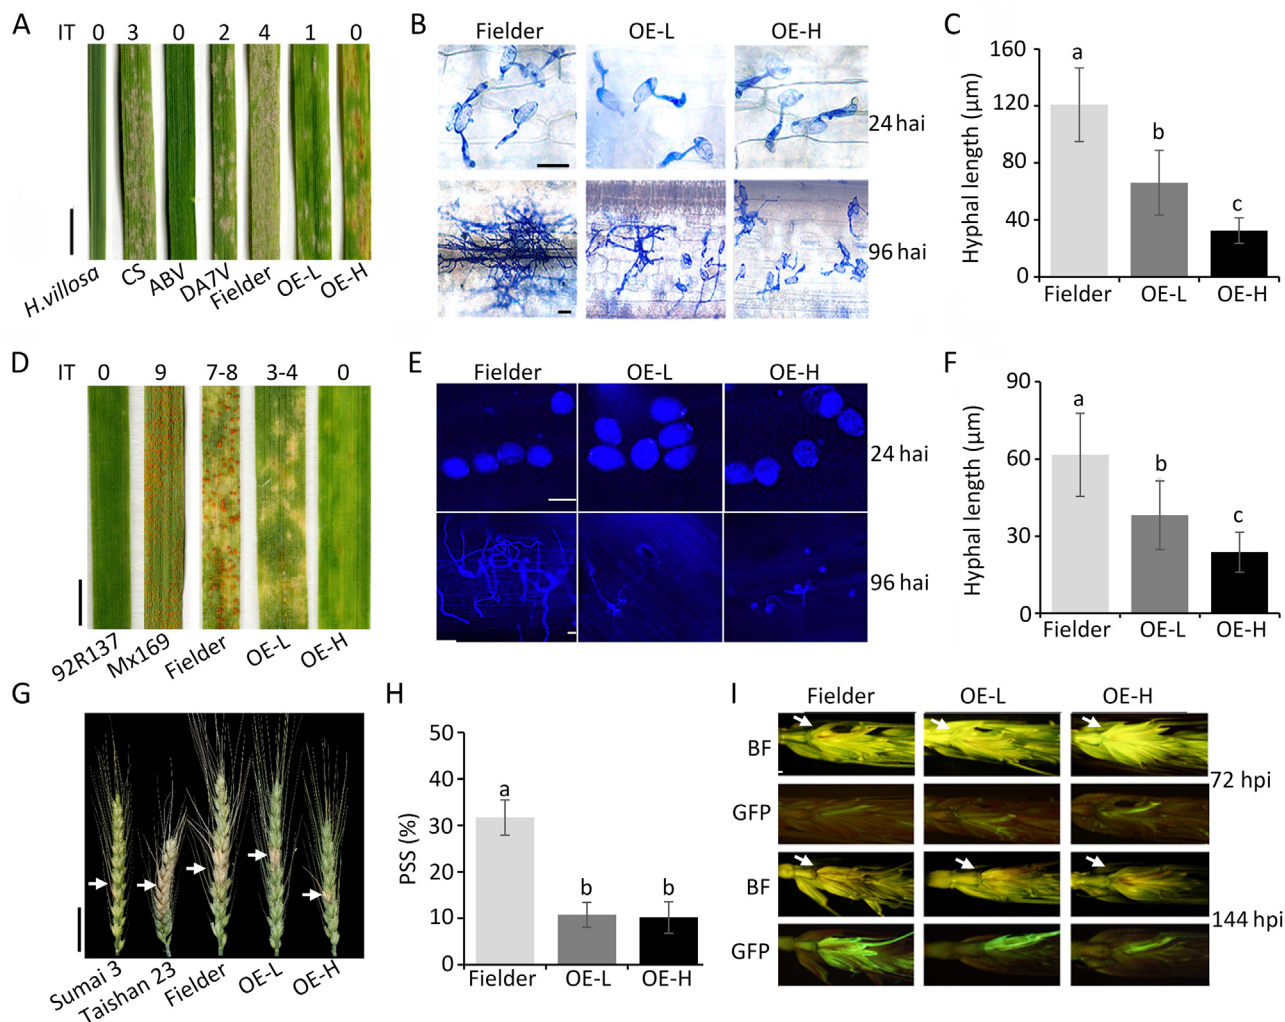 A
IT 0 3 0 2 4 1 0
H.villosa CS ABV DA7V Fielder OE-L OE-H
B
Fielder OE-L OE-H
24 hai
96 hai
C
Hyphal length (μm)
160
120
80
40
0
a
b
c
Fielder OE-L OE-H
D
IT 0 9 7-8 3-4 0
92R137 Mx169 Fielder OE-L OE-H
E
Fielder OE-L OE-H
24 hai
96 hai
F
Hyphal length (μm)
90
60
30
0
a
b
c
Fielder OE-L OE-H
G
Sumai 3 Taishan 23 Fielder OE-L OE-H
H
PSS (%)
50
40
30
20
10
0
a
b b
Fielder OE-L OE-H
I
Fielder OE-L OE-H
BF
72 hpi
GFP
BF
144 hpi
GFP